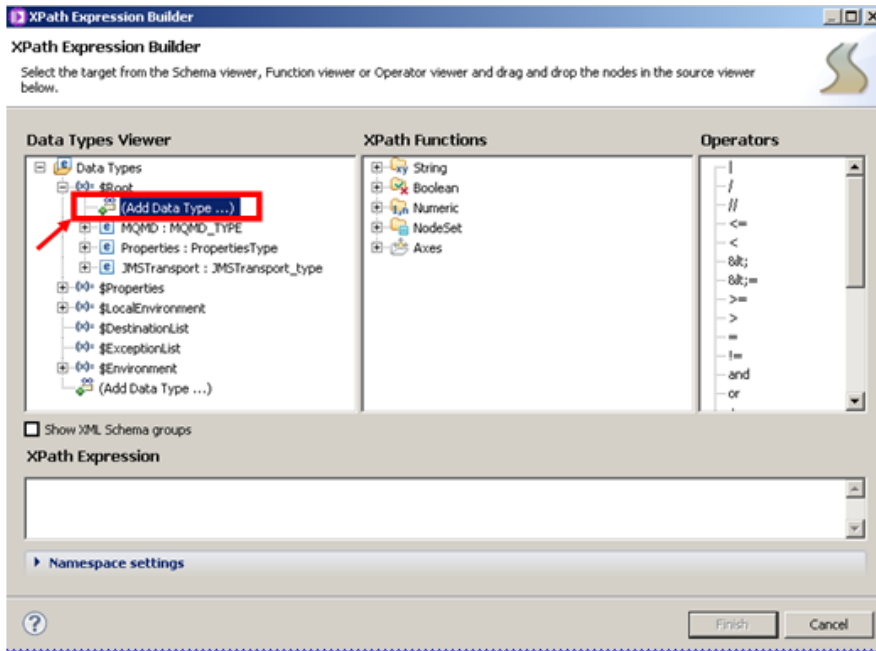 XPath Expression Builder
XPath Expression Builder
Select the target from the Schema viewer, Function viewer or Operator viewer and drag and drop the nodes in the source viewer
below.
Data Types Viewer
Data Types
$Root
(Add Data Type ...)
MQMD : MQMD_TYPE
Properties : PropertiesType
JMSTransport : JMSTransport_type
$Properties
$LocalEnvironment
$DestinationList
$ExceptionList
$Environment
(Add Data Type ...)
XPath Functions
String
Boolean
Numeric
NodeSet
Axes
Operators
|
/
//
<=
<
&lt;
&lt;=
>=
>
=
!=
and
or
Show XML Schema groups
XPath Expression
Namespace settings
Finish
Cancel